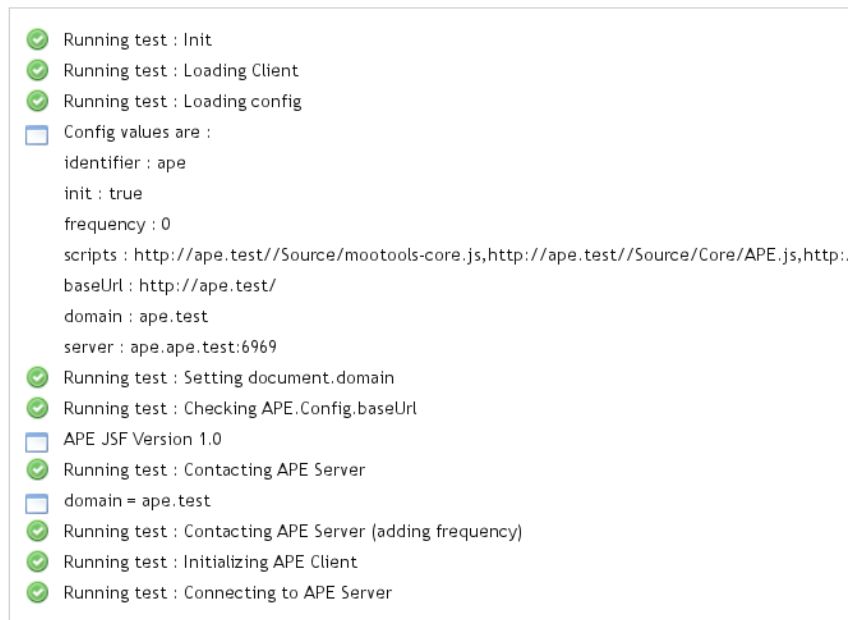 Running test : Init
Running test : Loading Client
Running test : Loading config
Config values are :
identifier : ape
init : true
frequency : 0
scripts : http://ape.test//Source/mootools-core.js,http://ape.test//Source/Core/APE.js,http:.
baseUrl : http://ape.test/
domain : ape.test
server : ape.ape.test:6969
Running test : Setting document.domain
Running test : Checking APE.Config.baseUrl
APE JSF Version 1.0
Running test : Contacting APE Server
domain = ape.test
Running test : Contacting APE Server (adding frequency)
Running test : Initializing APE Client
Running test : Connecting to APE Server